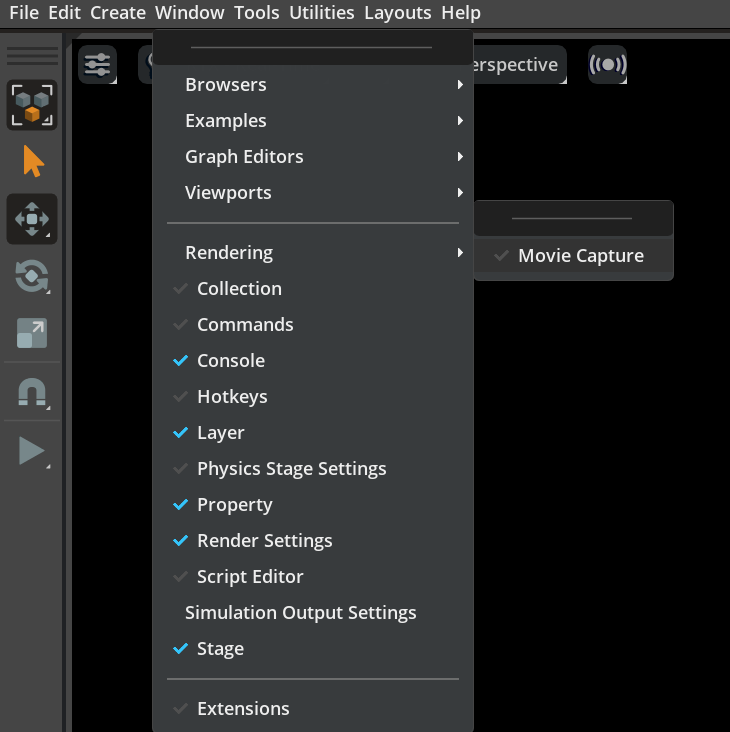 File Edit Create Window Tools Utilities Layouts Help
erspective
Browsers
Examples
Graph Editors
Viewports
Rendering
Movie Capture
Collection
Commands
Console
Hotkeys
Layer
Physics Stage Settings
Property
Render Settings
Script Editor
Simulation Output Settings
Stage
Extensions